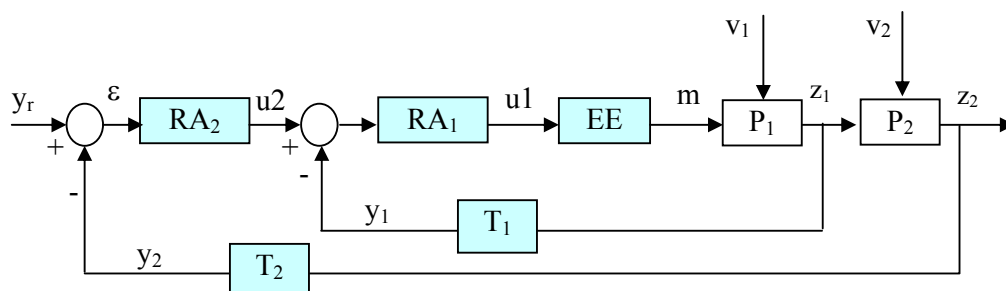 v₁ v₂
yᵣ ε u2 u1 m z₁ z₂
RA₂ RA₁ EE P₁ P₂
+ +
- -
y₁ T₁
y₂ T₂